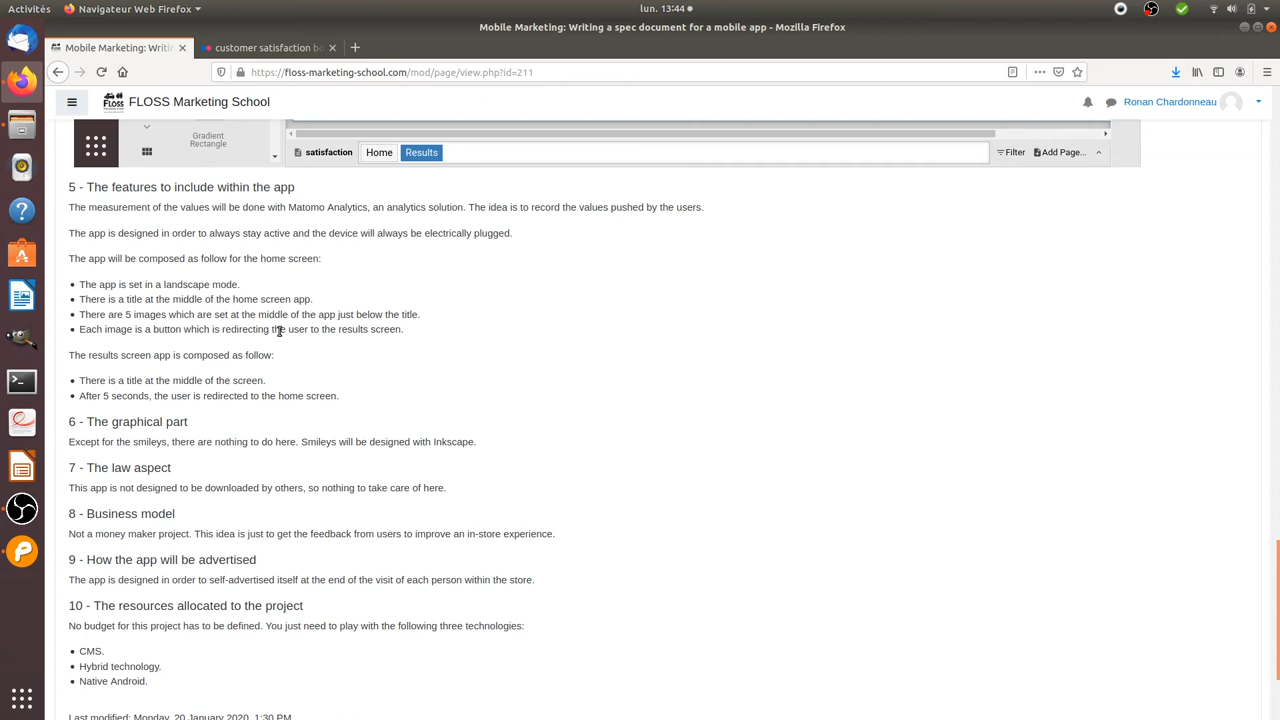 Activités
Navigateur Web Firefox
lun. 13:44
Mobile Marketing: Writing a spec document for a mobile app - Mozilla Firefox
Mobile Marketing: Writi
customer satisfaction bo
https://floss-marketing-school.com/mod/page/view.php?id=211
FLOSS Marketing School
Ronan Chardonneau
Gradient
Rectangle
satisfaction
Home
Results
Filter
Add Page...
5 - The features to include within the app
The measurement of the values will be done with Matomo Analytics, an analytics solution. The idea is to record the values pushed by the users.
The app is designed in order to always stay active and the device will always be electrically plugged.
The app will be composed as follow for the home screen:
• The app is set in a landscape mode.
• There is a title at the middle of the home screen app.
• There are 5 images which are set at the middle of the app just below the title.
• Each image is a button which is redirecting the user to the results screen.
The results screen app is composed as follow:
• There is a title at the middle of the screen.
• After 5 seconds, the user is redirected to the home screen.
6 - The graphical part
Except for the smileys, there are nothing to do here. Smileys will be designed with Inkscape.
7 - The law aspect
This app is not designed to be downloaded by others, so nothing to take care of here.
8 - Business model
Not a money maker project. This idea is just to get the feedback from users to improve an in-store experience.
9 - How the app will be advertised
The app is designed in order to self-advertised itself at the end of the visit of each person within the store.
10 - The resources allocated to the project
No budget for this project has to be defined. You just need to play with the following three technologies:
• CMS.
• Hybrid technology.
• Native Android.
Last modified: Monday, 20 January 2020, 1:30 PM